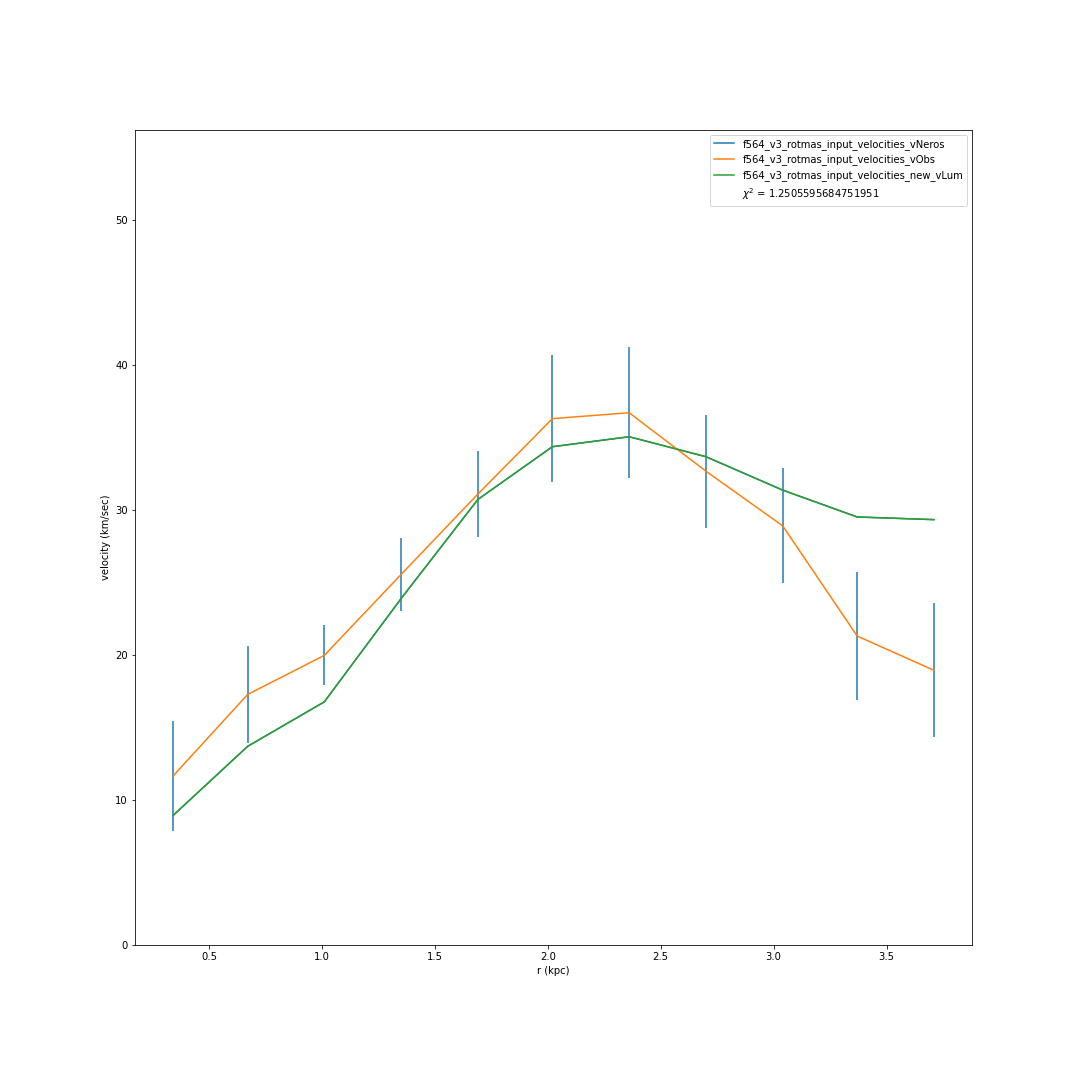 f564_v3_rotmas_input_velocities_vNeros
f564_v3_rotmas_input_velocities_vObs
f564_v3_rotmas_input_velocities_new_vLum
χ² = 1.2505595684751951
velocity (km/sec)
50
40
30
20
10
0
0.5 1.0 1.5 2.0 2.5 3.0 3.5
r (kpc)